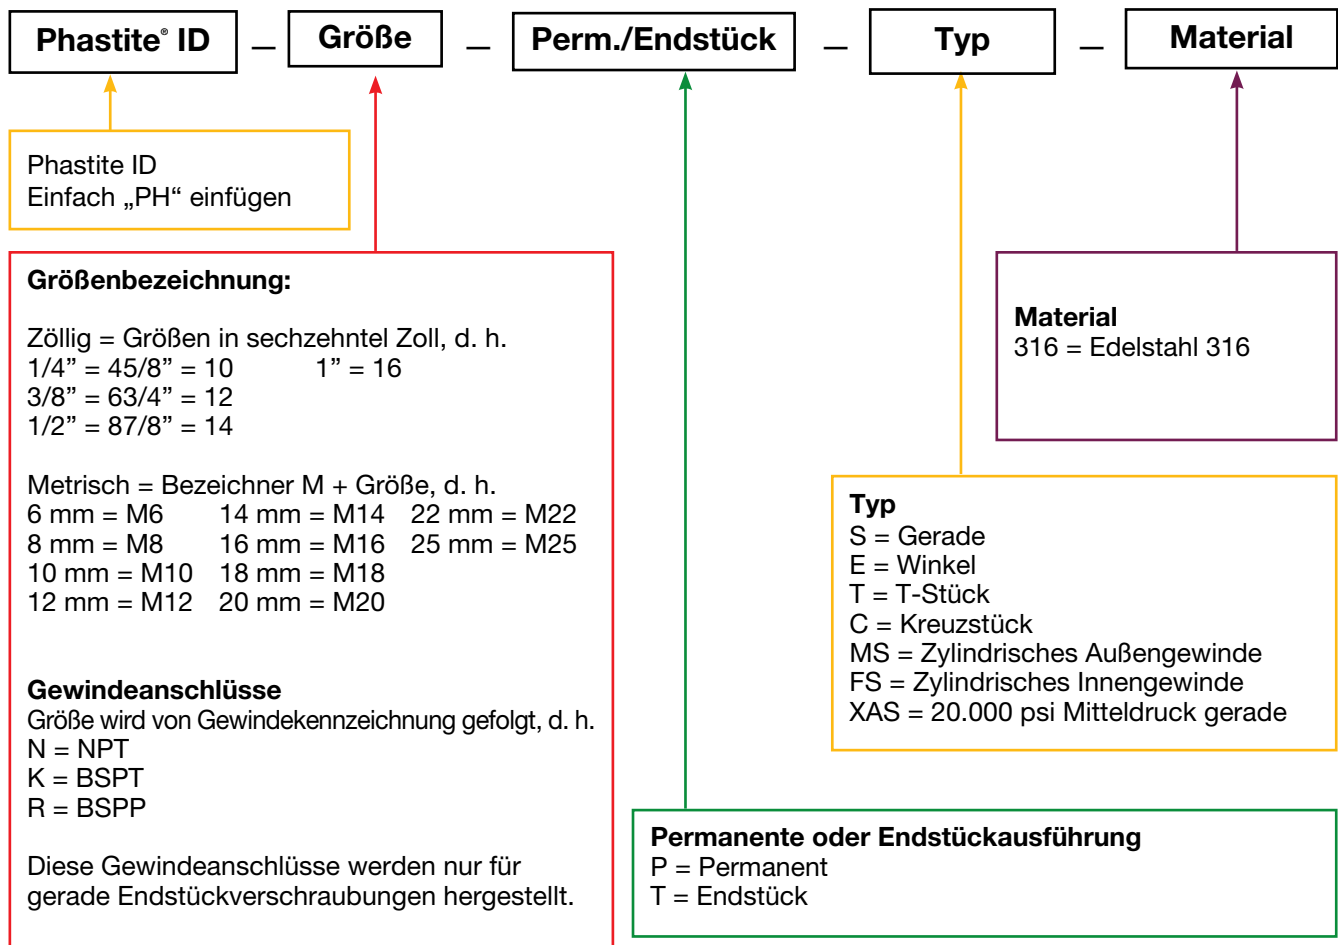 Phastite® ID – Größe – Perm./Endstück – Typ – Material
Phastite ID
Einfach „PH“ einfügen
Größenbezeichnung:
Zöllig = Größen in sechzehntel Zoll, d. h.
1/4” = 45/8” = 10 1” = 16
3/8” = 63/4” = 12
1/2” = 87/8” = 14
Metrisch = Bezeichner M + Größe, d. h.
6 mm = M6 14 mm = M14 22 mm = M22
8 mm = M8 16 mm = M16 25 mm = M25
10 mm = M10 18 mm = M18
12 mm = M12 20 mm = M20
Gewindeanschlüsse
Größe wird von Gewindekennzeichnung gefolgt, d. h.
N = NPT
K = BSPT
R = BSPP
Diese Gewindeanschlüsse werden nur für
gerade Endstückverschraubungen hergestellt.
Material
316 = Edelstahl 316
Typ
S = Gerade
E = Winkel
T = T-Stück
C = Kreuzstück
MS = Zylindrisches Außengewinde
FS = Zylindrisches Innengewinde
XAS = 20.000 psi Mitteldruck gerade
Permanente oder Endstückausführung
P = Permanent
T = Endstück